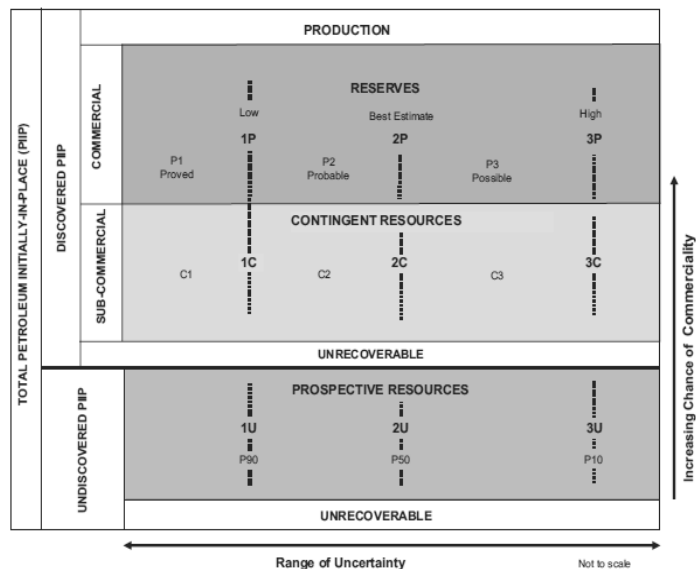 TOTAL PETROLEUM INITIALLY-IN-PLACE (PIIP)
DISCOVERED PIIP
COMMERCIAL
PRODUCTION
RESERVES
Low
Best Estimate
High
1P
2P
3P
P1
Proved
P2
Probable
P3
Possible
SUB-COMMERCIAL
CONTINGENT RESOURCES
1C
2C
3C
C1
C2
C3
UNRECOVERABLE
UNDISCOVERED PIIP
PROSPECTIVE RESOURCES
1U
2U
3U
P90
P50
P10
UNRECOVERABLE
Increasing Chance of Commerciality
Range of Uncertainty
Not to scale